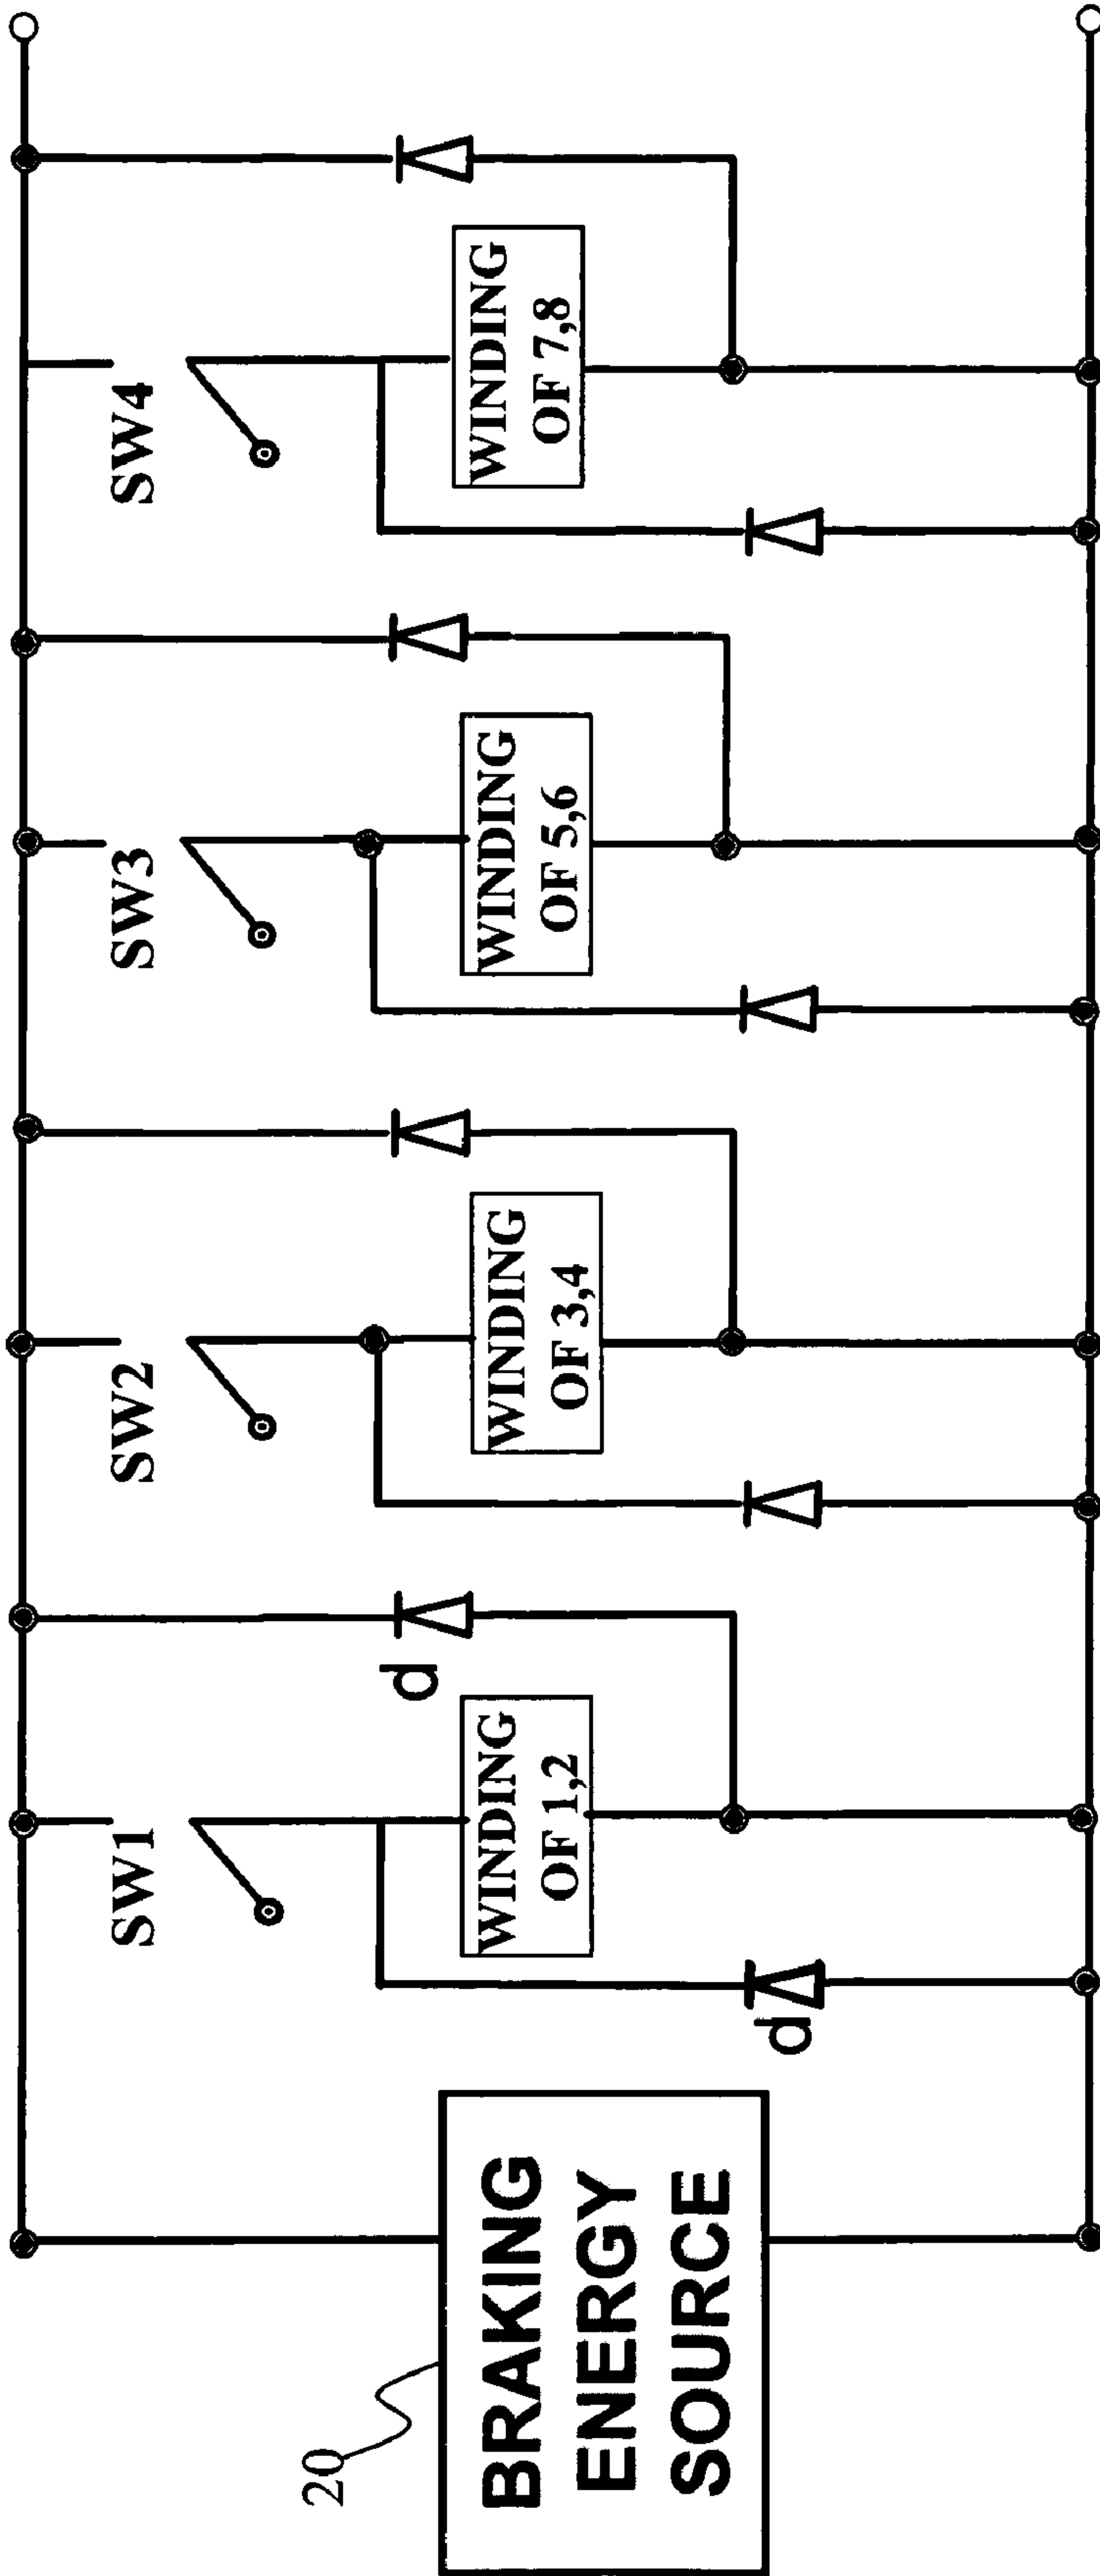 20
BRAKING
ENERGY
SOURCE
SW1
WINDING
OF 1,2
d
d
SW2
WINDING
OF 3,4
SW3
WINDING
OF 5,6
SW4
WINDING
OF 7,8